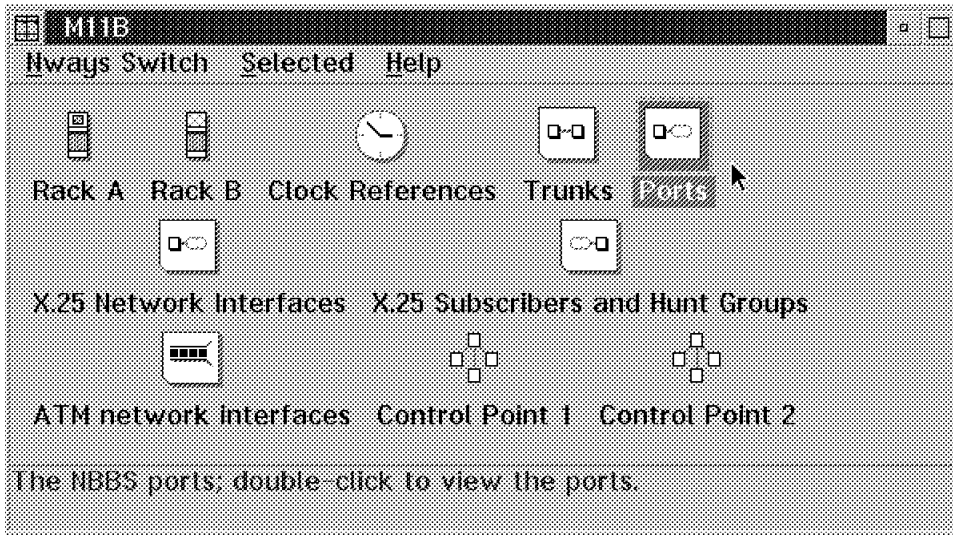 M11B
Nways Switch Selected Help
Rack A Rack B Clock References Trunks Ports
X.25 Network Interfaces X.25 Subscribers and Hunt Groups
ATM network interfaces Control Point 1 Control Point 2
The NBBS ports; double-click to view the ports.